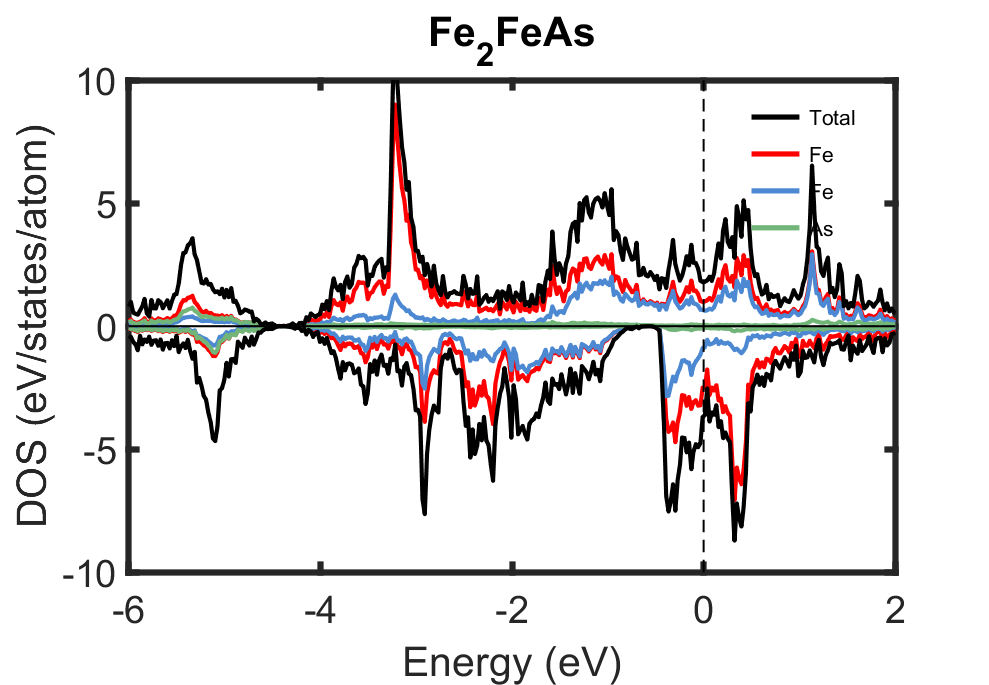 Fe2FeAs
DOS (eV/states/atom)
10
5
0
-5
-10
Total
Fe
Fe
As
-6
-4
-2
0
2
Energy (eV)